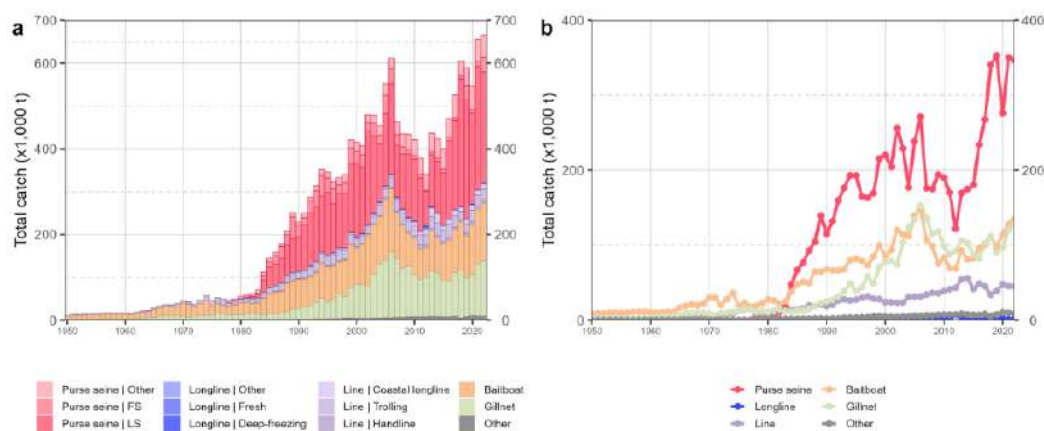 a
b
Total catch (x1,000 t)
700
600
400
200
0
700
600
400
200
0
1950 1960 1970 1980 1990 2000 2010 2020
Total catch (x1,000 t)
400
200
0
400
200
0
1950 1960 1970 1980 1990 2000 2010 2020
Purse seine | Other
Purse seine | FS
Purse seine | LS
Longline | Other
Longline | Fresh
Longline | Deep-freezing
Line | Coastal longline
Line | Trolling
Line | Handline
Baitboat
Gillnet
Other
Purse seine
Longline
Line
Baitboat
Gillnet
Other